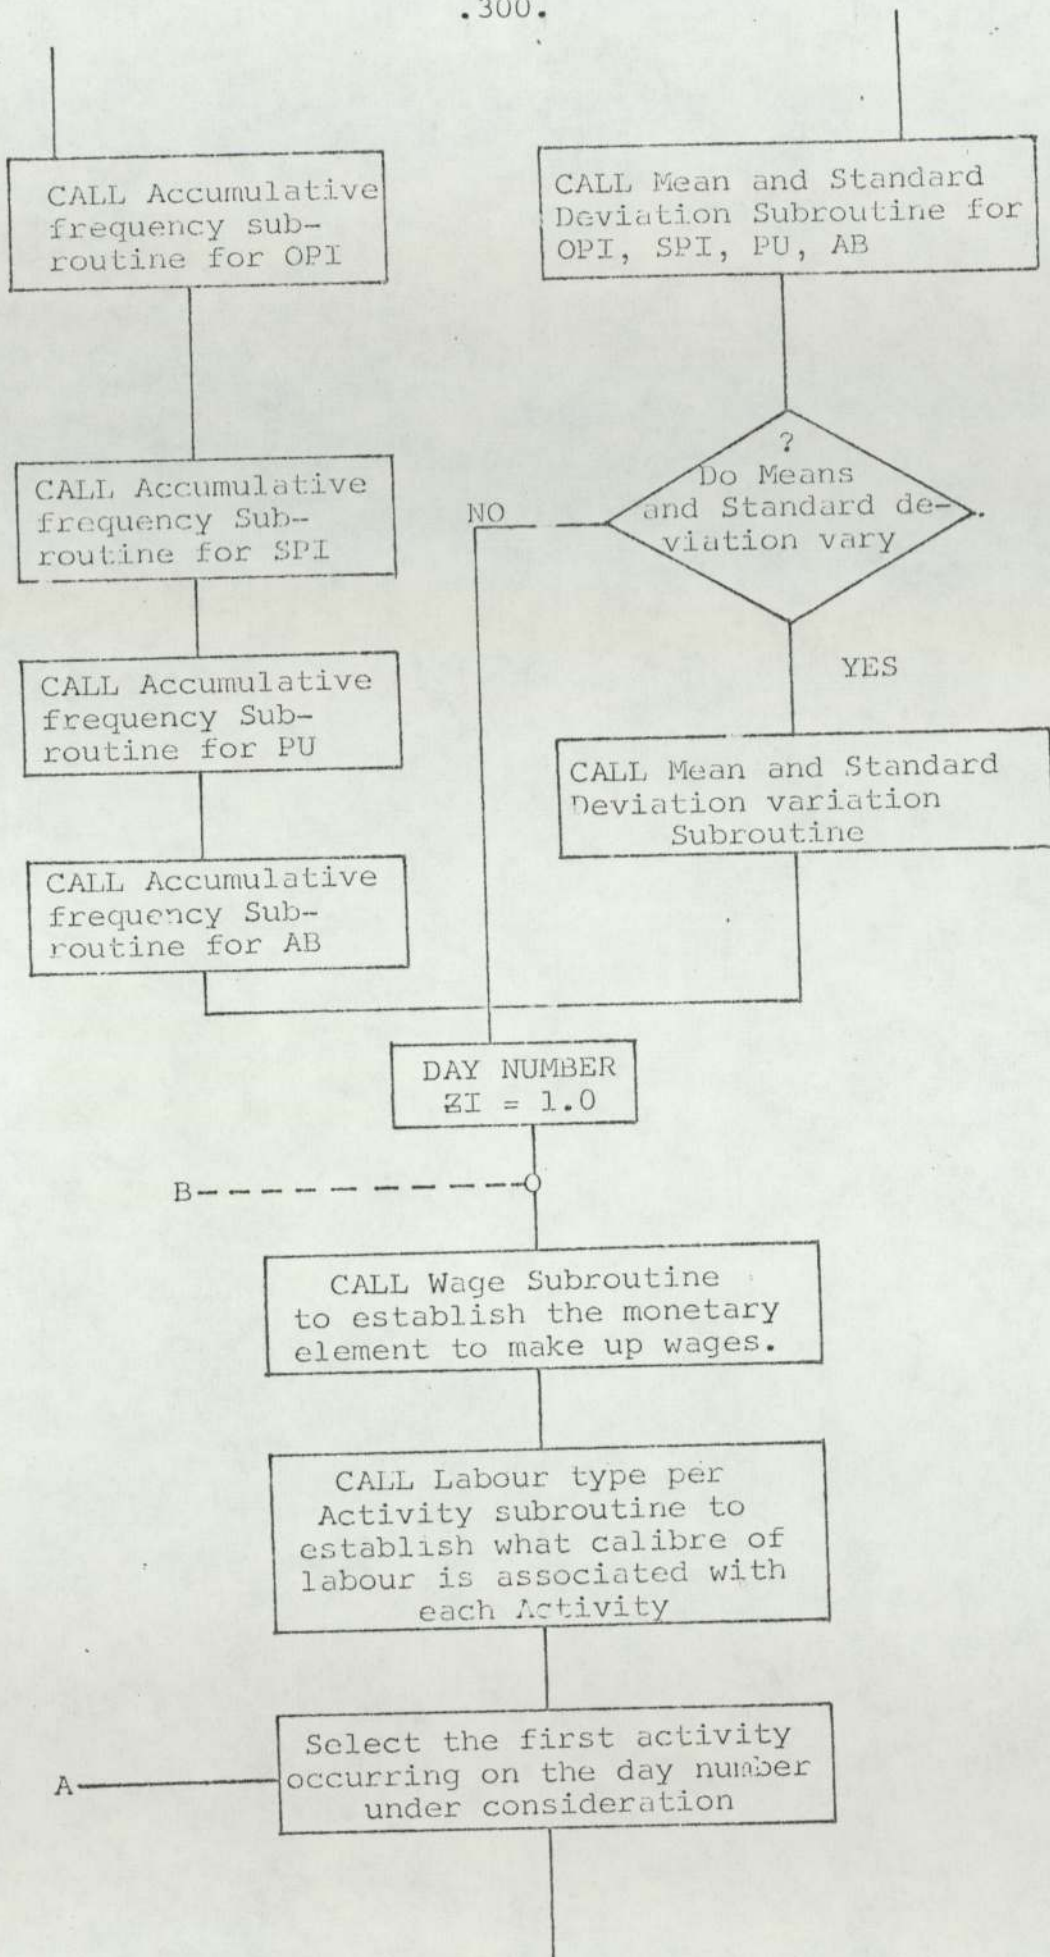 .300.
CALL Accumulative
frequency sub-
routine for OPI
CALL Mean and Standard
Deviation Subroutine for
OPI, SPI, PU, AB
?
Do Means
and Standard de-
viation vary
NO
YES
CALL Accumulative
frequency Sub-
routine for SPI
CALL Accumulative
frequency Sub-
routine for PU
CALL Mean and Standard
Deviation variation
Subroutine
CALL Accumulative
frequency Sub-
routine for AB
DAY NUMBER
ZI = 1.0
B
CALL Wage Subroutine
to establish the monetary
element to make up wages.
CALL Labour type per
Activity subroutine to
establish what calibre of
labour is associated with
each Activity
A
Select the first activity
occurring on the day number
under consideration